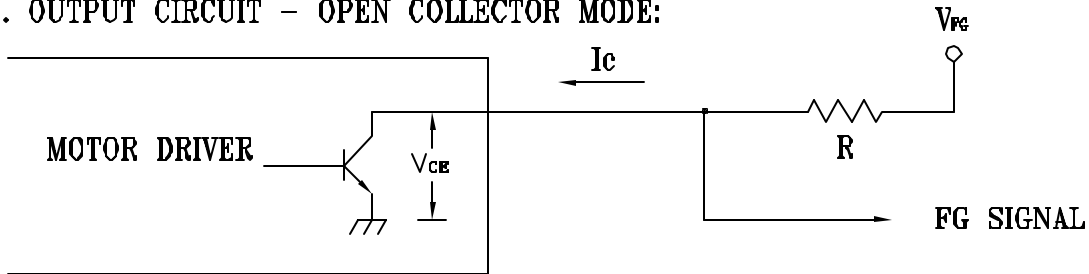 . OUTPUT CIRCUIT - OPEN COLLECTOR MODE:
VFG
Ic
MOTOR DRIVER
VCE
R
FG SIGNAL